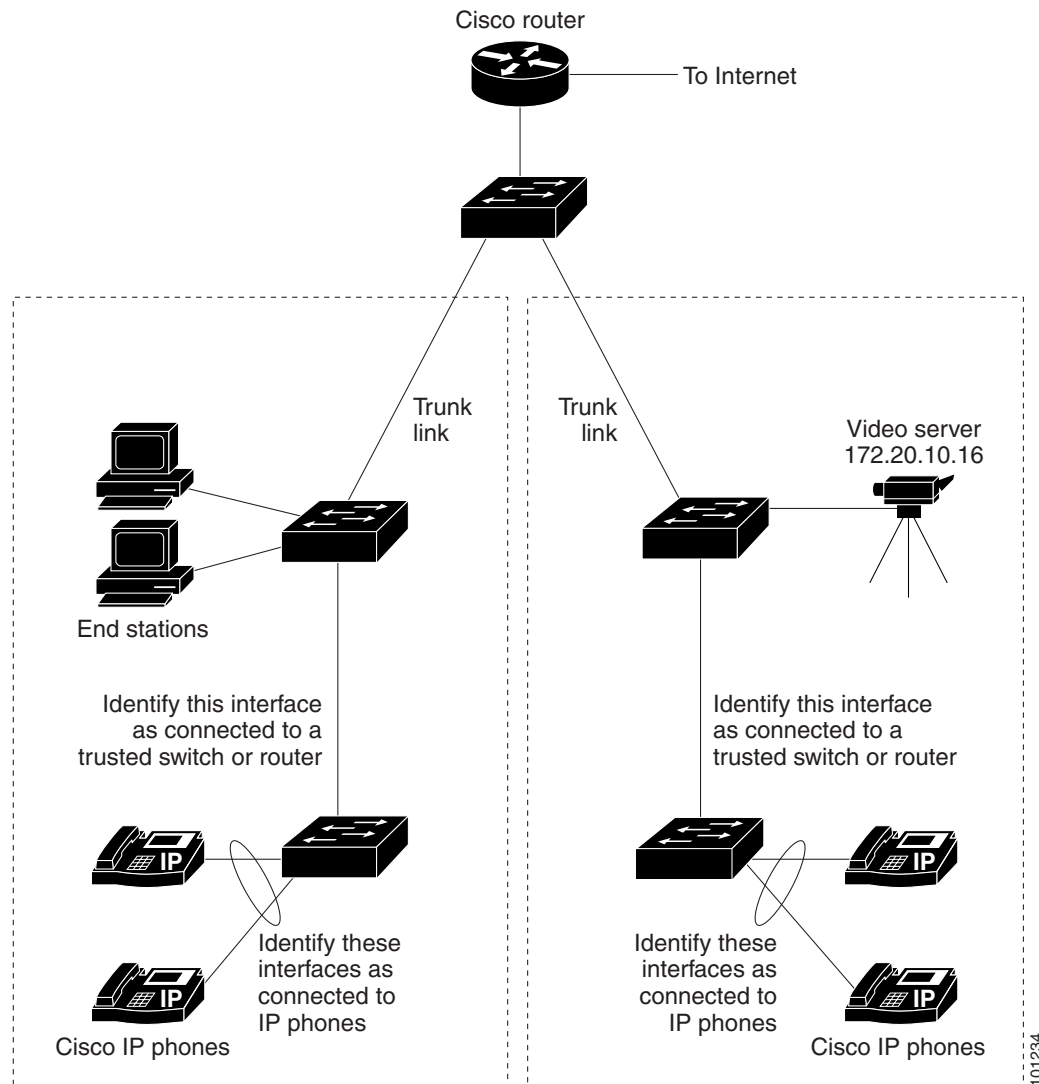 Cisco router
To Internet
Trunk
link
Trunk
link
Video server
172.20.10.16
End stations
Identify this interface
as connected to a
trusted switch or router
Identify this interface
as connected to a
trusted switch or router
IP
IP
IP
IP
Identify these
interfaces as
connected to
IP phones
Identify these
interfaces as
connected to
IP phones
Cisco IP phones
Cisco IP phones
101234